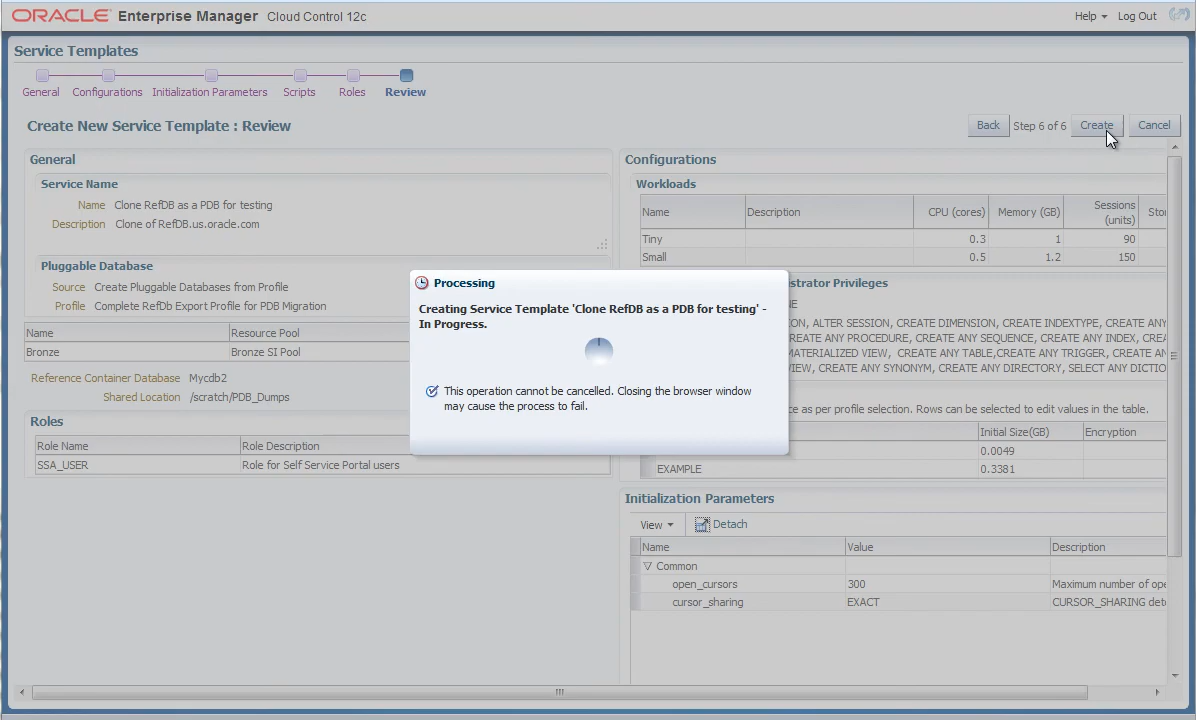 ORACLE Enterprise Manager Cloud Control 12c
Help Log Out
Service Templates
General Configurations Initialization Parameters Scripts Roles Review
Create New Service Template : Review
Back Step 6 of 6 Create Cancel
General
Service Name
Name Clone RefDB as a PDB for testing
Description Clone of RefDB.us.oracle.com
Pluggable Database
Source Create Pluggable Databases from Profile
Profile Complete RefDb Export Profile for PDB Migration
Name Resource Pool
Bronze Bronze SI Pool
Reference Container Database Mycdb2
Shared Location /scratch/PDB_Dumps
Roles
Role Name Role Description
SSA_USER Role for Self Service Portal users
Processing
Creating Service Template 'Clone RefDB as a PDB for testing' -
In Progress.
This operation cannot be cancelled. Closing the browser window
may cause the process to fail.
Configurations
Workloads
Name Description CPU (cores) Memory (GB) Sessions
(units) Sto
Tiny 0.3 1 90
Small 0.5 1.2 150
strator Privileges
NE
ON, ALTER SESSION, CREATE DIMENSION, CREATE INDEXTYPE, CREATE ANY
REATE ANY PROCEDURE, CREATE ANY SEQUENCE, CREATE ANY INDEX, CREA
MATERIALIZED VIEW, CREATE ANY TABLE,CREATE ANY TRIGGER, CREATE AN
VIEW, CREATE ANY SYNONYM, CREATE ANY DIRECTORY, SELECT ANY DICTIO
ce as per profile selection. Rows can be selected to edit values in the table.
Initial Size(GB) Encryption
0.0049
EXAMPLE 0.3381
Initialization Parameters
View Detach
Name Value Description
Common
open_cursors 300 Maximum number of ope
cursor_sharing EXACT CURSOR_SHARING det